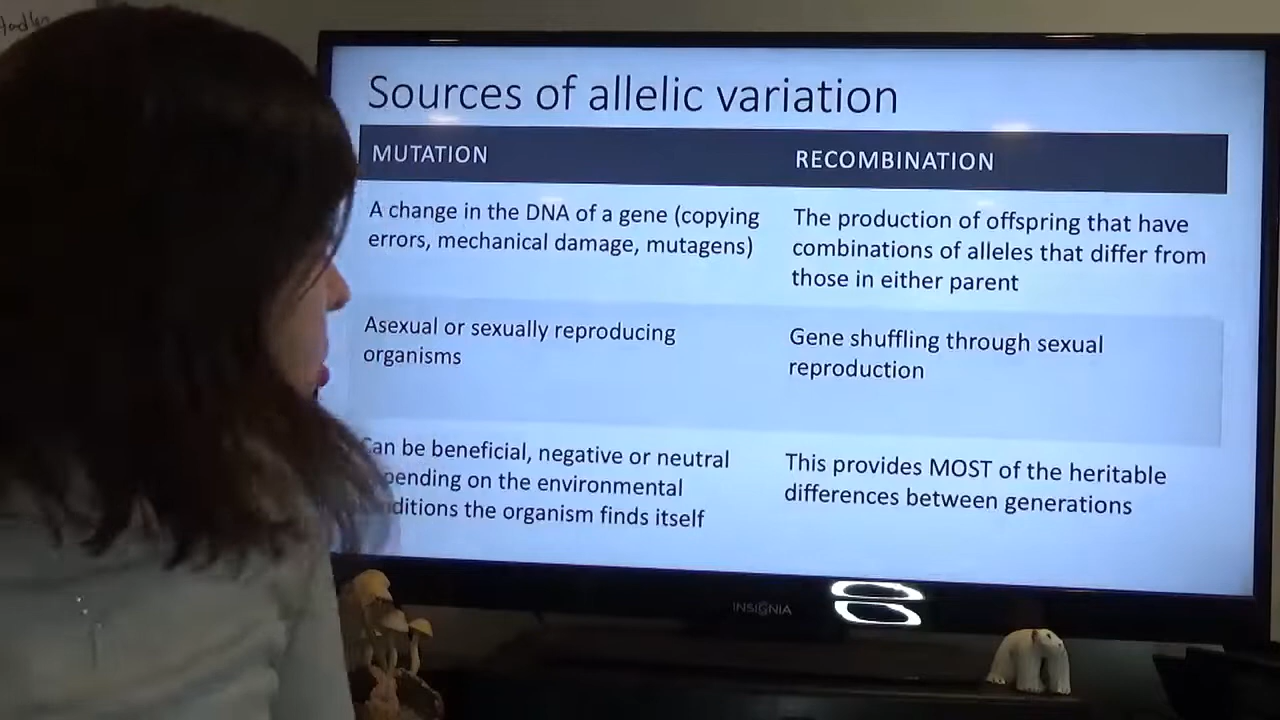 Sources of allelic variation
MUTATION
RECOMBINATION
A change in the DNA of a gene (copying
errors, mechanical damage, mutagens)
The production of offspring that have
combinations of alleles that differ from
those in either parent
Asexual or sexually reproducing
organisms
Gene shuffling through sexual
reproduction
Can be beneficial, negative or neutral
pending on the environmental
ditions the organism finds itself
This provides MOST of the heritable
differences between generations
INSIGNIA